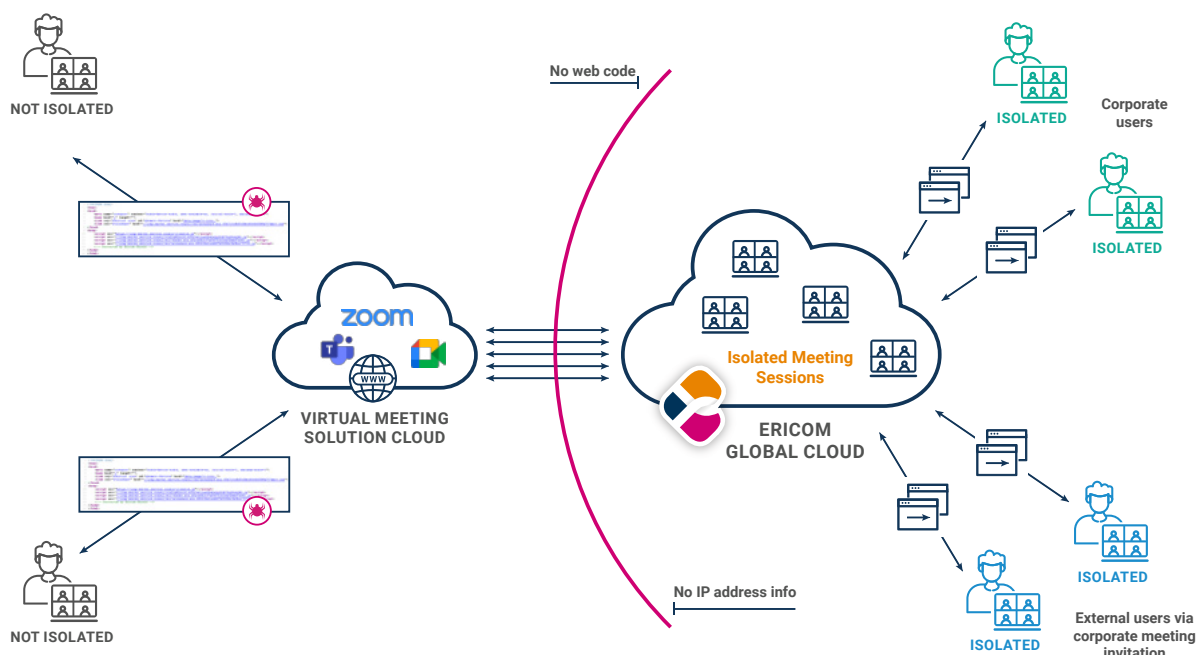 NOT ISOLATED
No web code
ISOLATED
Corporate
users
ISOLATED
zoom
T
WWW
VIRTUAL MEETING
SOLUTION CLOUD
Isolated Meeting
Sessions
ERICOM
GLOBAL CLOUD
NOT ISOLATED
No IP address info
ISOLATED
ISOLATED
External users via
corporate meeting
invitation